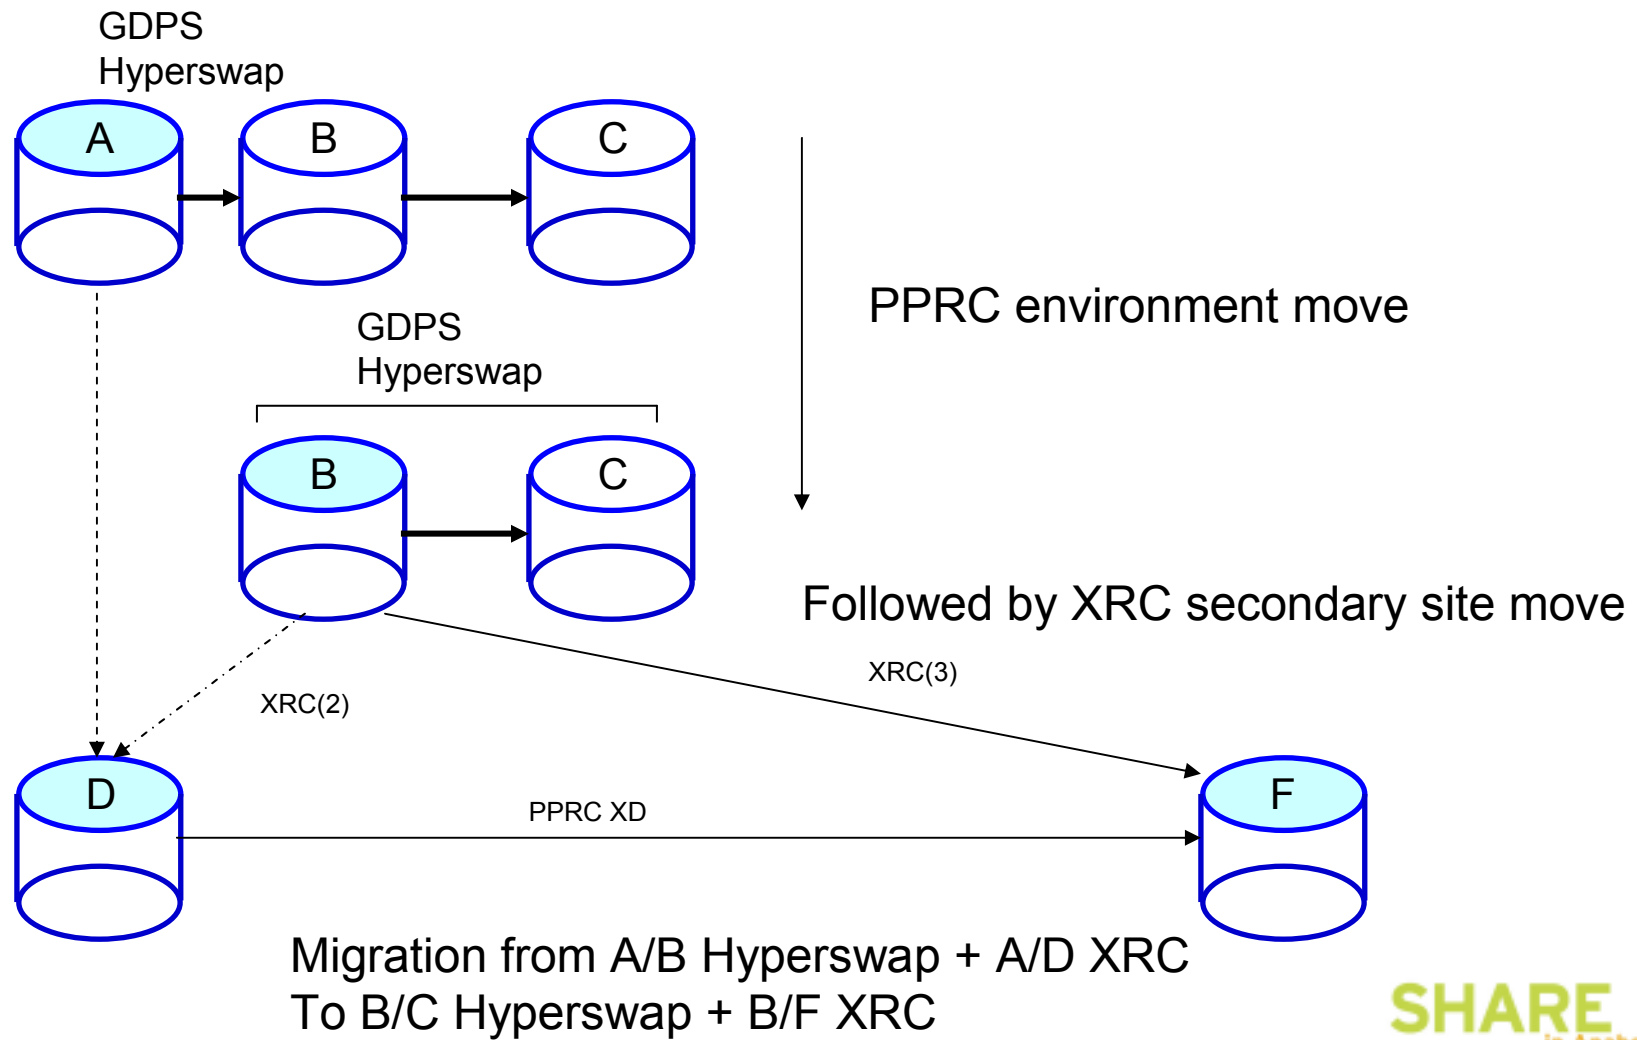 GDPS
Hyperswap
A
B
C
PPRC environment move
GDPS
Hyperswap
B
C
Followed by XRC secondary site move
XRC(3)
XRC(2)
D
F
PPRC XD
Migration from A/B Hyperswap + A/D XRC
To B/C Hyperswap + B/F XRC
SHARE